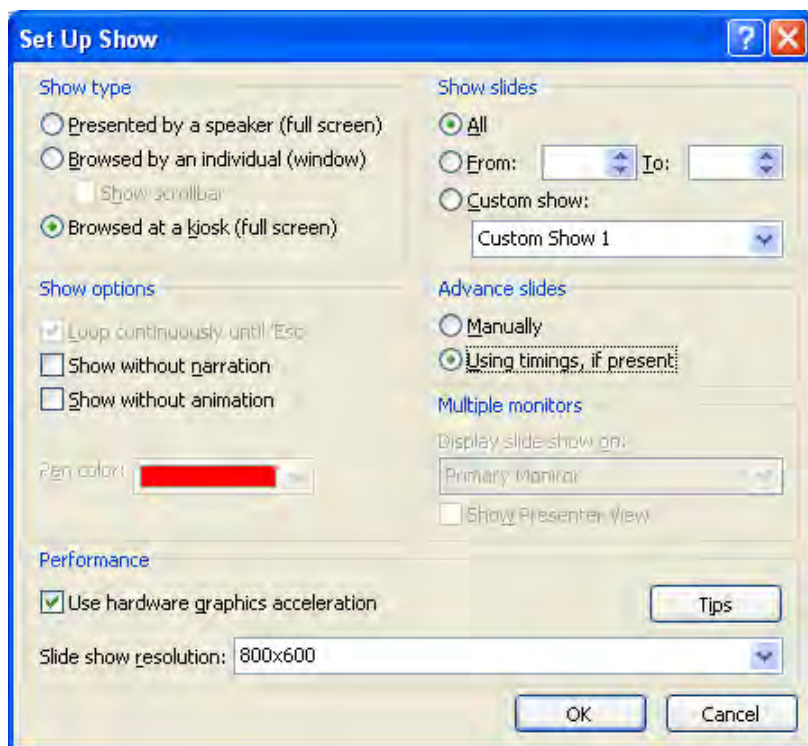 Set Up Show
Show type
Presented by a speaker (full screen)
Browsed by an individual (window)
Show scrollbar
Browsed at a kiosk (full screen)
Show slides
All
From: To:
Custom show:
Custom Show 1
Show options
Loop continuously until 'Esc'
Show without narration
Show without animation
Pen color:
Advance slides
Manually
Using timings, if present
Multiple monitors
Display slide show on:
Primary Monitor
Show Presenter View
Performance
Use hardware graphics acceleration
Tips
Slide show resolution: 800x600
OK Cancel